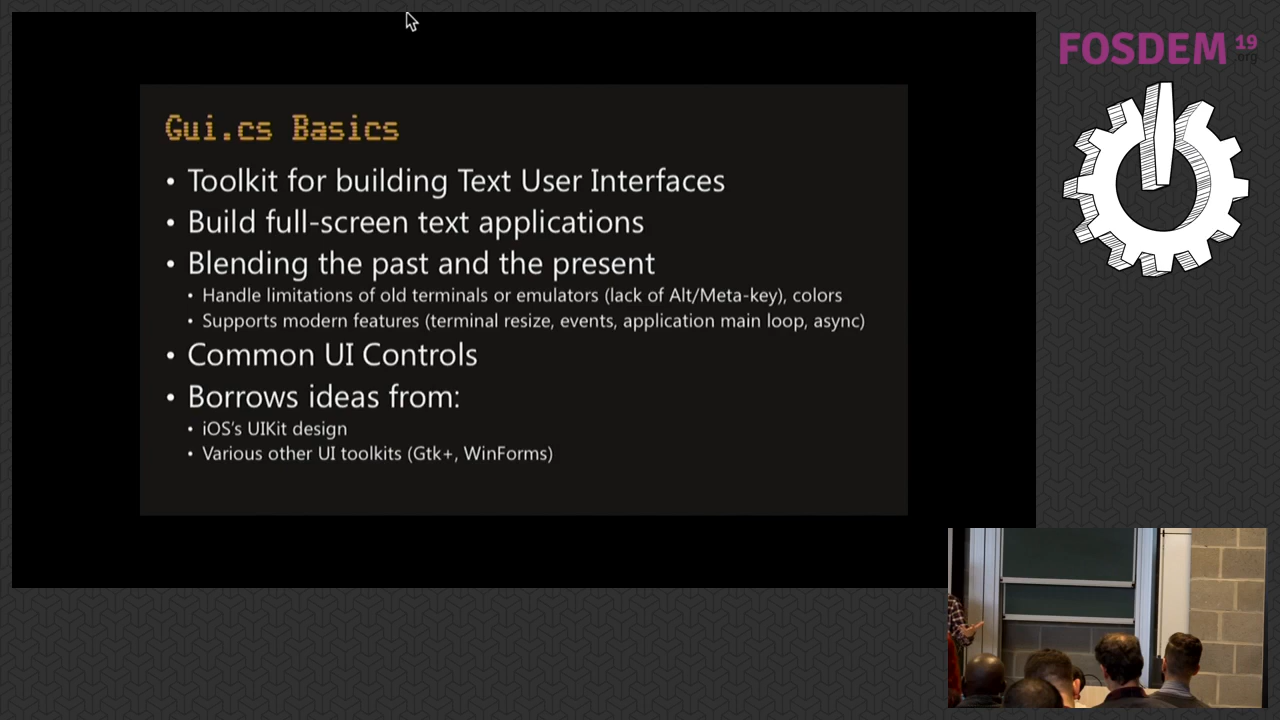 Gui.cs Basics
• Toolkit for building Text User Interfaces
• Build full-screen text applications
• Blending the past and the present
• Handle limitations of old terminals or emulators (lack of Alt/Meta-key), colors
• Supports modern features (terminal resize, events, application main loop, async)
• Common UI Controls
• Borrows ideas from:
• iOS's UIKit design
• Various other UI toolkits (Gtk+, WinForms)
FOSDEM 19
.org